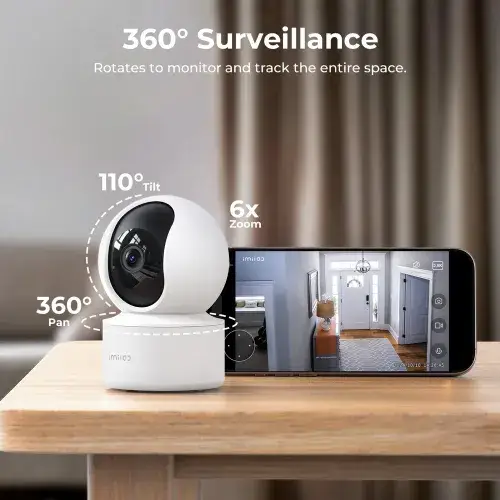 360° Surveillance
Rotates to monitor and track the entire space.
110° Tilt
6x
Zoom
360°
Pan
imilab
imilab